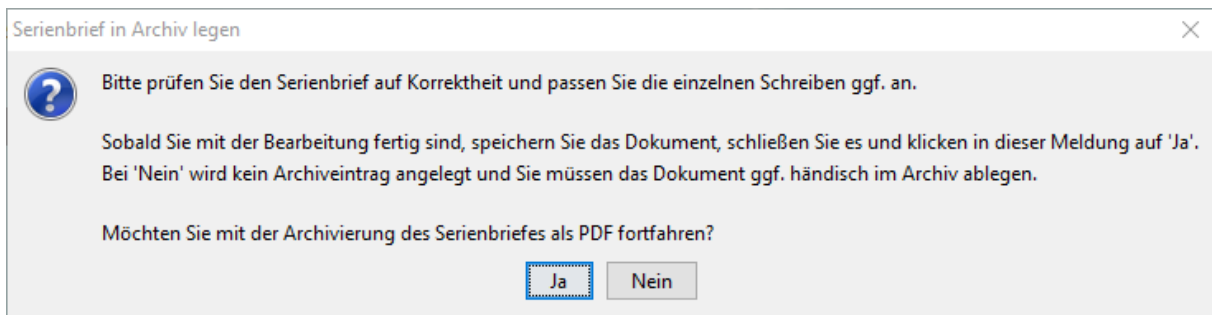 Serienbrief in Archiv legen
Bitte prüfen Sie den Serienbrief auf Korrektheit und passen Sie die einzelnen Schreiben ggf. an.
Sobald Sie mit der Bearbeitung fertig sind, speichern Sie das Dokument, schließen Sie es und klicken in dieser Meldung auf 'Ja'.
Bei 'Nein' wird kein Archiveintrag angelegt und Sie müssen das Dokument ggf. händisch im Archiv ablegen.
Möchten Sie mit der Archivierung des Serienbriefes als PDF fortfahren?
Ja
Nein